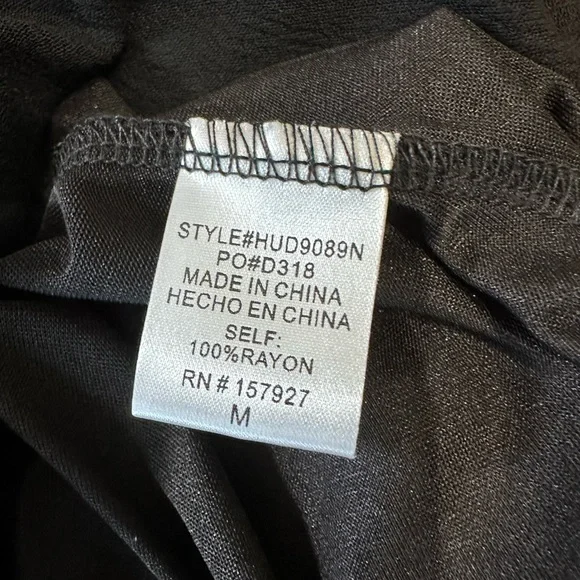 STYLE#HUD9089N
PO#D318
MADE IN CHINA
HECHO EN CHINA
SELF:
100%RAYON
RN # 157927
M